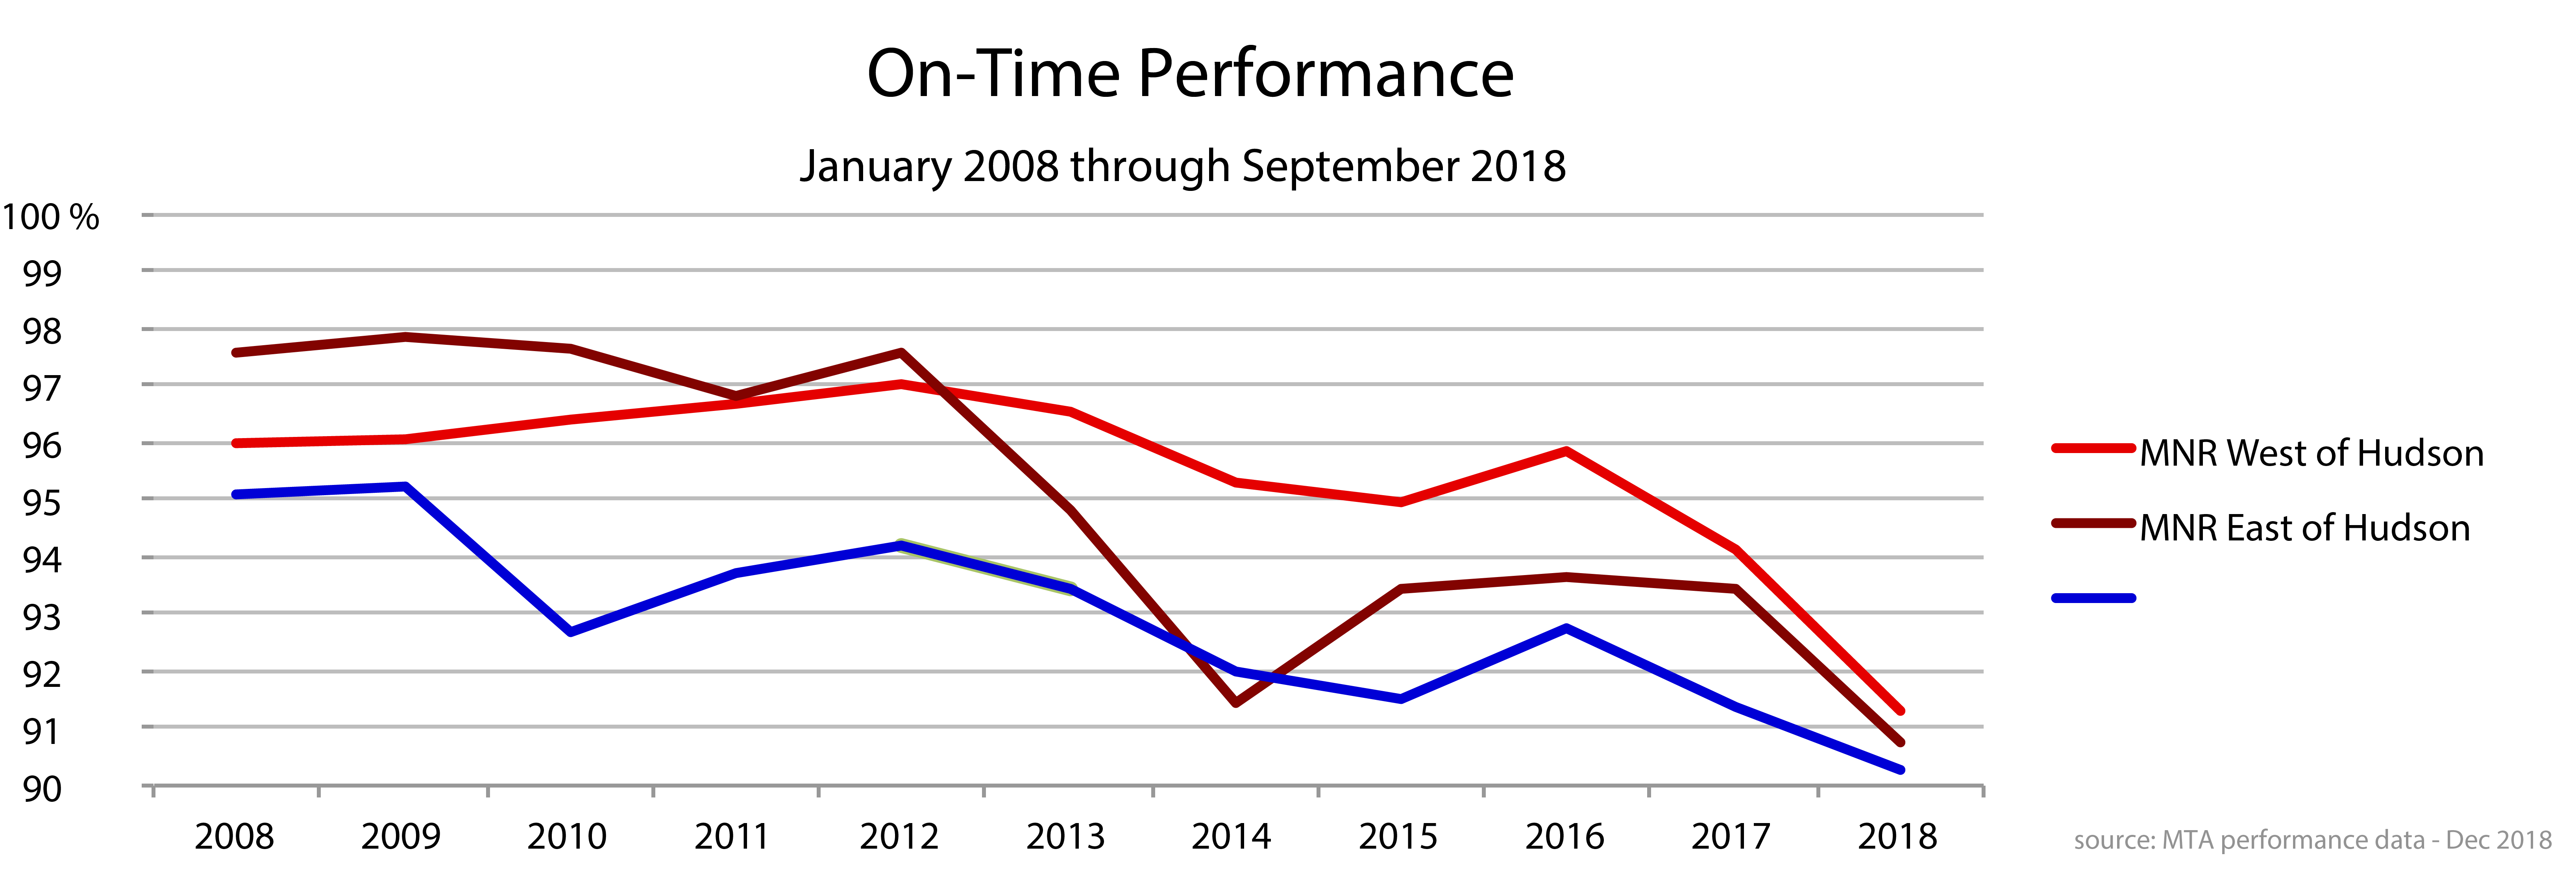 On-Time Performance
January 2008 through September 2018
100 %
99
98
97
96
95
94
93
92
91
90
2008 2009 2010 2011 2012 2013 2014 2015 2016 2017 2018
MNR West of Hudson
MNR East of Hudson
source: MTA performance data - Dec 2018